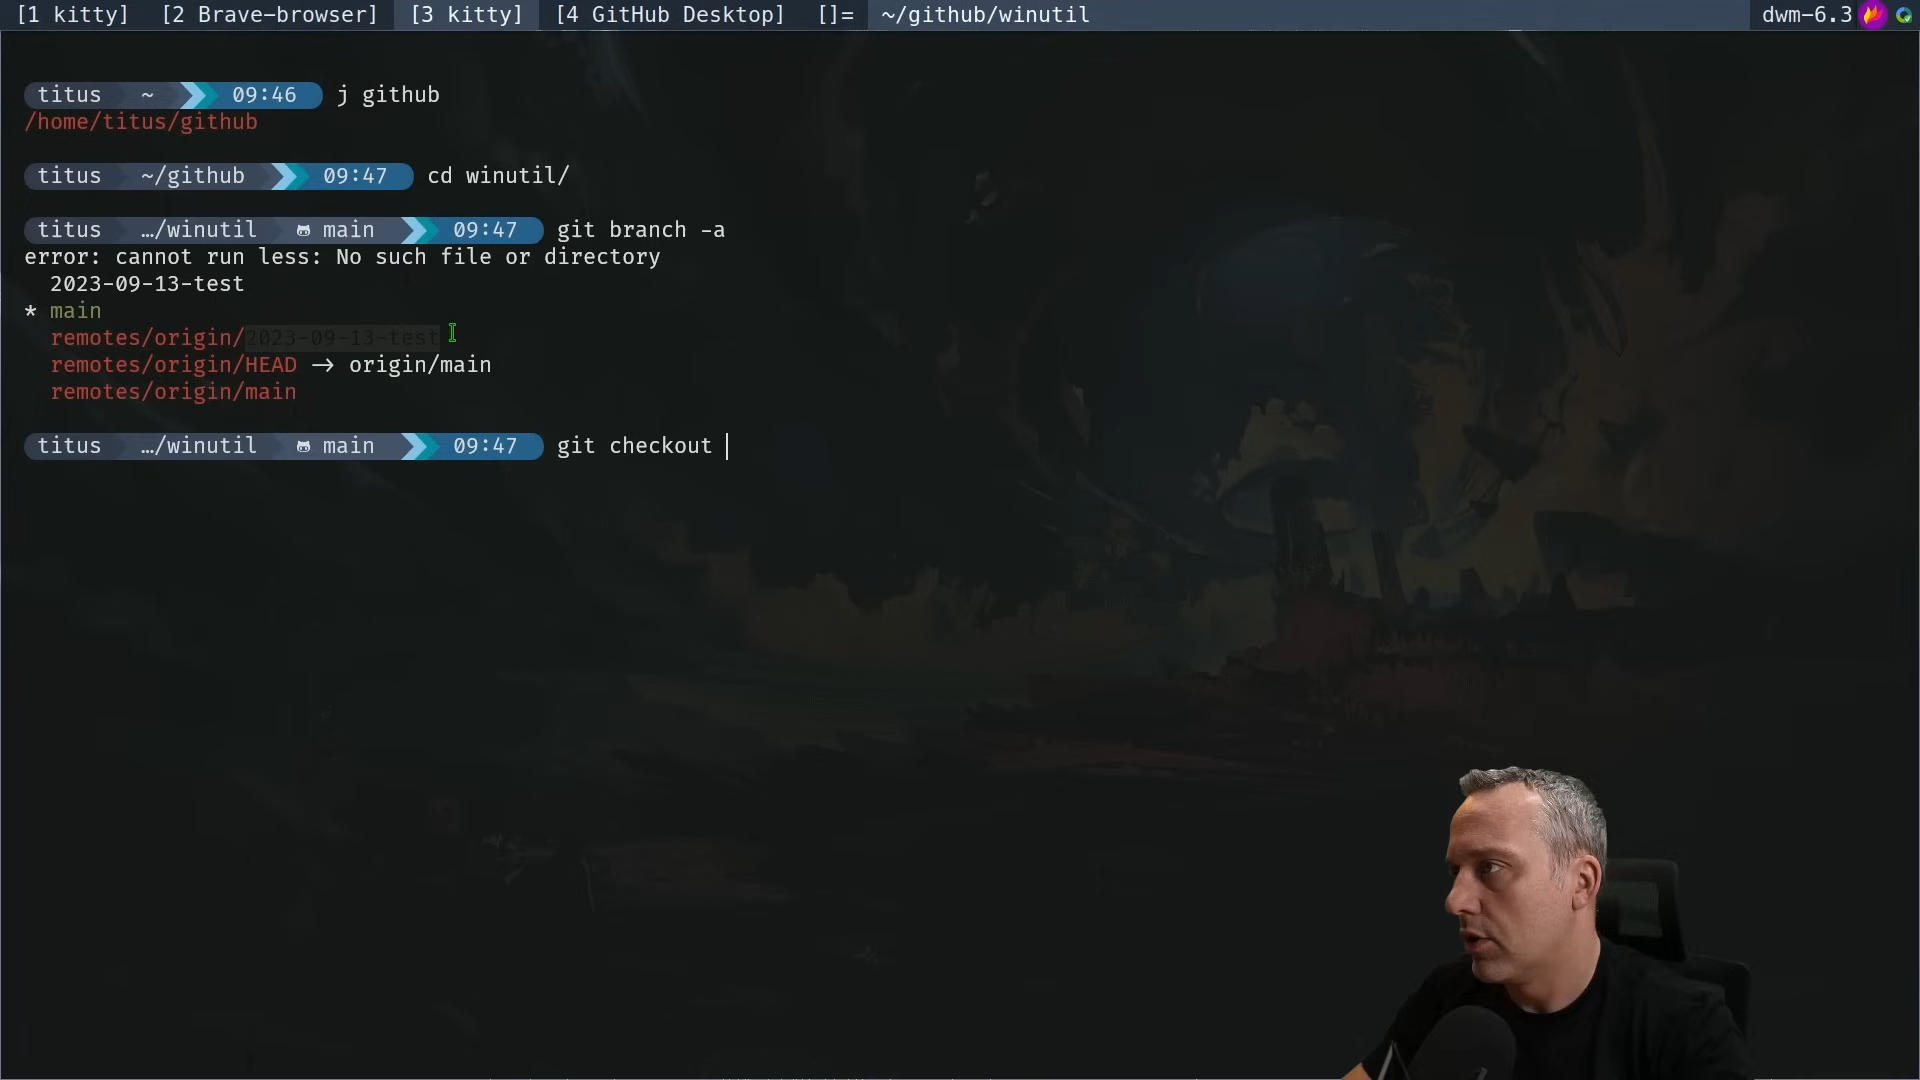 [1 kitty] [2 Brave-browser] [3 kitty] [4 GitHub Desktop] []= ~/github/winutil dwm-6.3
titus ~ 09:46 j github
/home/titus/github
titus ~/github 09:47 cd winutil/
titus …/winutil main 09:47 git branch -a
error: cannot run less: No such file or directory
2023-09-13-test
* main
remotes/origin/2023-09-13-test
remotes/origin/HEAD -> origin/main
remotes/origin/main
titus …/winutil main 09:47 git checkout